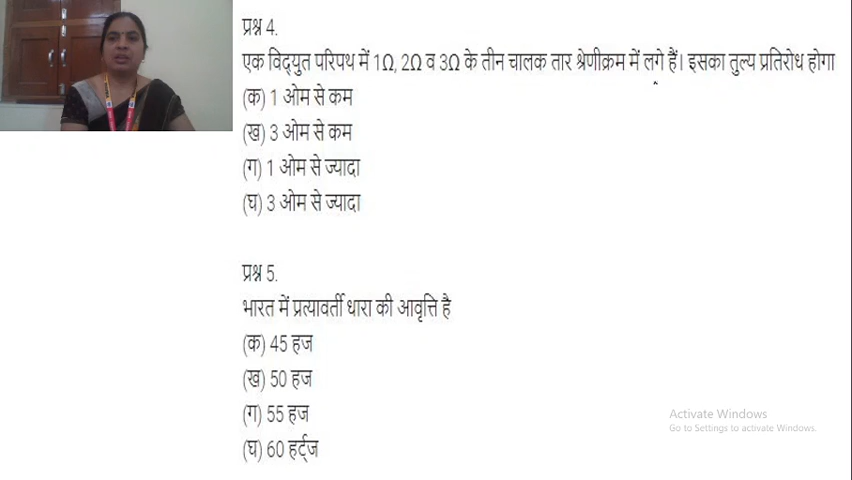 प्रश्न 4.
एक विद्युत परिपथ में 1Ω, 2Ω व 3Ω के तीन चालक तार श्रेणीक्रम में लगे हैं। इसका तुल्य प्रतिरोध होगा
(क) 1 ओम से कम
(ख) 3 ओम से कम
(ग) 1 ओम से ज्यादा
(घ) 3 ओम से ज्यादा
प्रश्न 5.
भारत में प्रत्यावर्ती धारा की आवृत्ति है
(क) 45 हज
(ख) 50 हज
(ग) 55 हज
(घ) 60 हर्ट्ज
Activate Windows
Go to Settings to activate Windows.